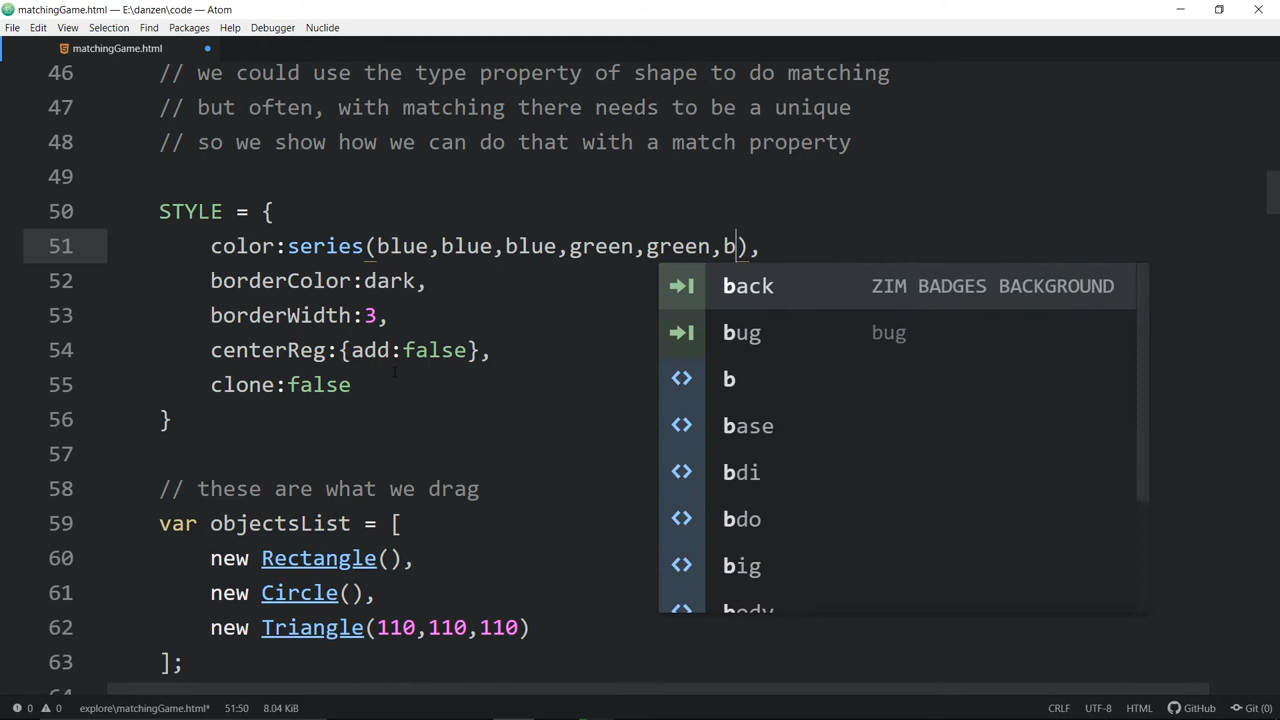 matchingGame.html — E:\danzen\code — Atom
File Edit View Selection Find Packages Help Debugger Nuclide
matchingGame.html
46 // we could use the type property of shape to do matching
47 // but often, with matching there needs to be a unique
48 // so we show how we can do that with a match property
49
50 STYLE = {
51 color:series(blue,blue,blue,green,green,b),
52 borderColor:dark,
53 borderWidth:3,
54 centerReg:{add:false},
55 clone:false
56 }
57
58 // these are what we drag
59 var objectsList = [
60 new Rectangle(),
61 new Circle(),
62 new Triangle(110,110,110)
63 ];
64
back ZIM BADGES BACKGROUND
bug bug
b
base
bdi
bdo
big
body
0 0 explore\matchingGame.html* 51:50 8.04 KiB CRLF UTF-8 HTML GitHub Git (0)